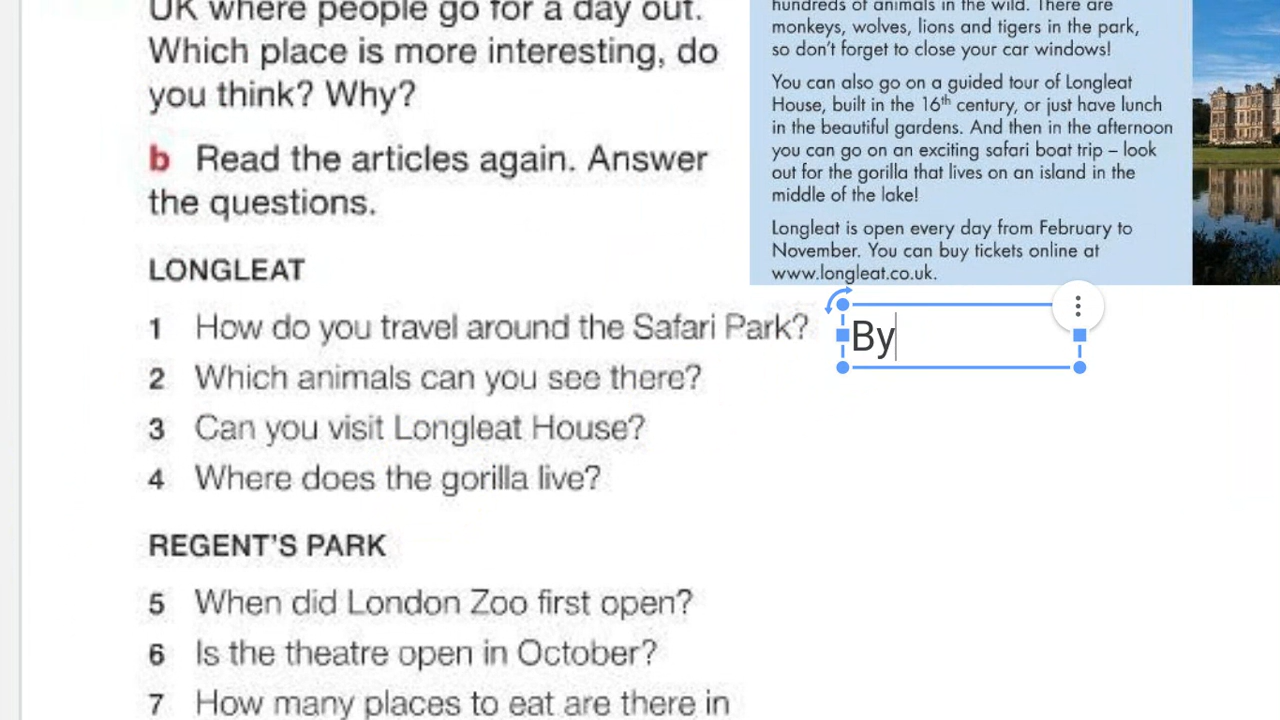 UK where people go for a day out.
Which place is more interesting, do
you think? Why?
b Read the articles again. Answer
the questions.
LONGLEAT
1 How do you travel around the Safari Park?
2 Which animals can you see there?
3 Can you visit Longleat House?
4 Where does the gorilla live?
REGENT'S PARK
5 When did London Zoo first open?
6 Is the theatre open in October?
7 How many places to eat are there in
hundreds of animals in the wild. There are
monkeys, wolves, lions and tigers in the park,
so don't forget to close your car windows!
You can also go on a guided tour of Longleat
House, built in the 16th century, or just have lunch
in the beautiful gardens. And then in the afternoon
you can go on an exciting safari boat trip – look
out for the gorilla that lives on an island in the
middle of the lake!
Longleat is open every day from February to
November. You can buy tickets online at
www.longleat.co.uk.
By